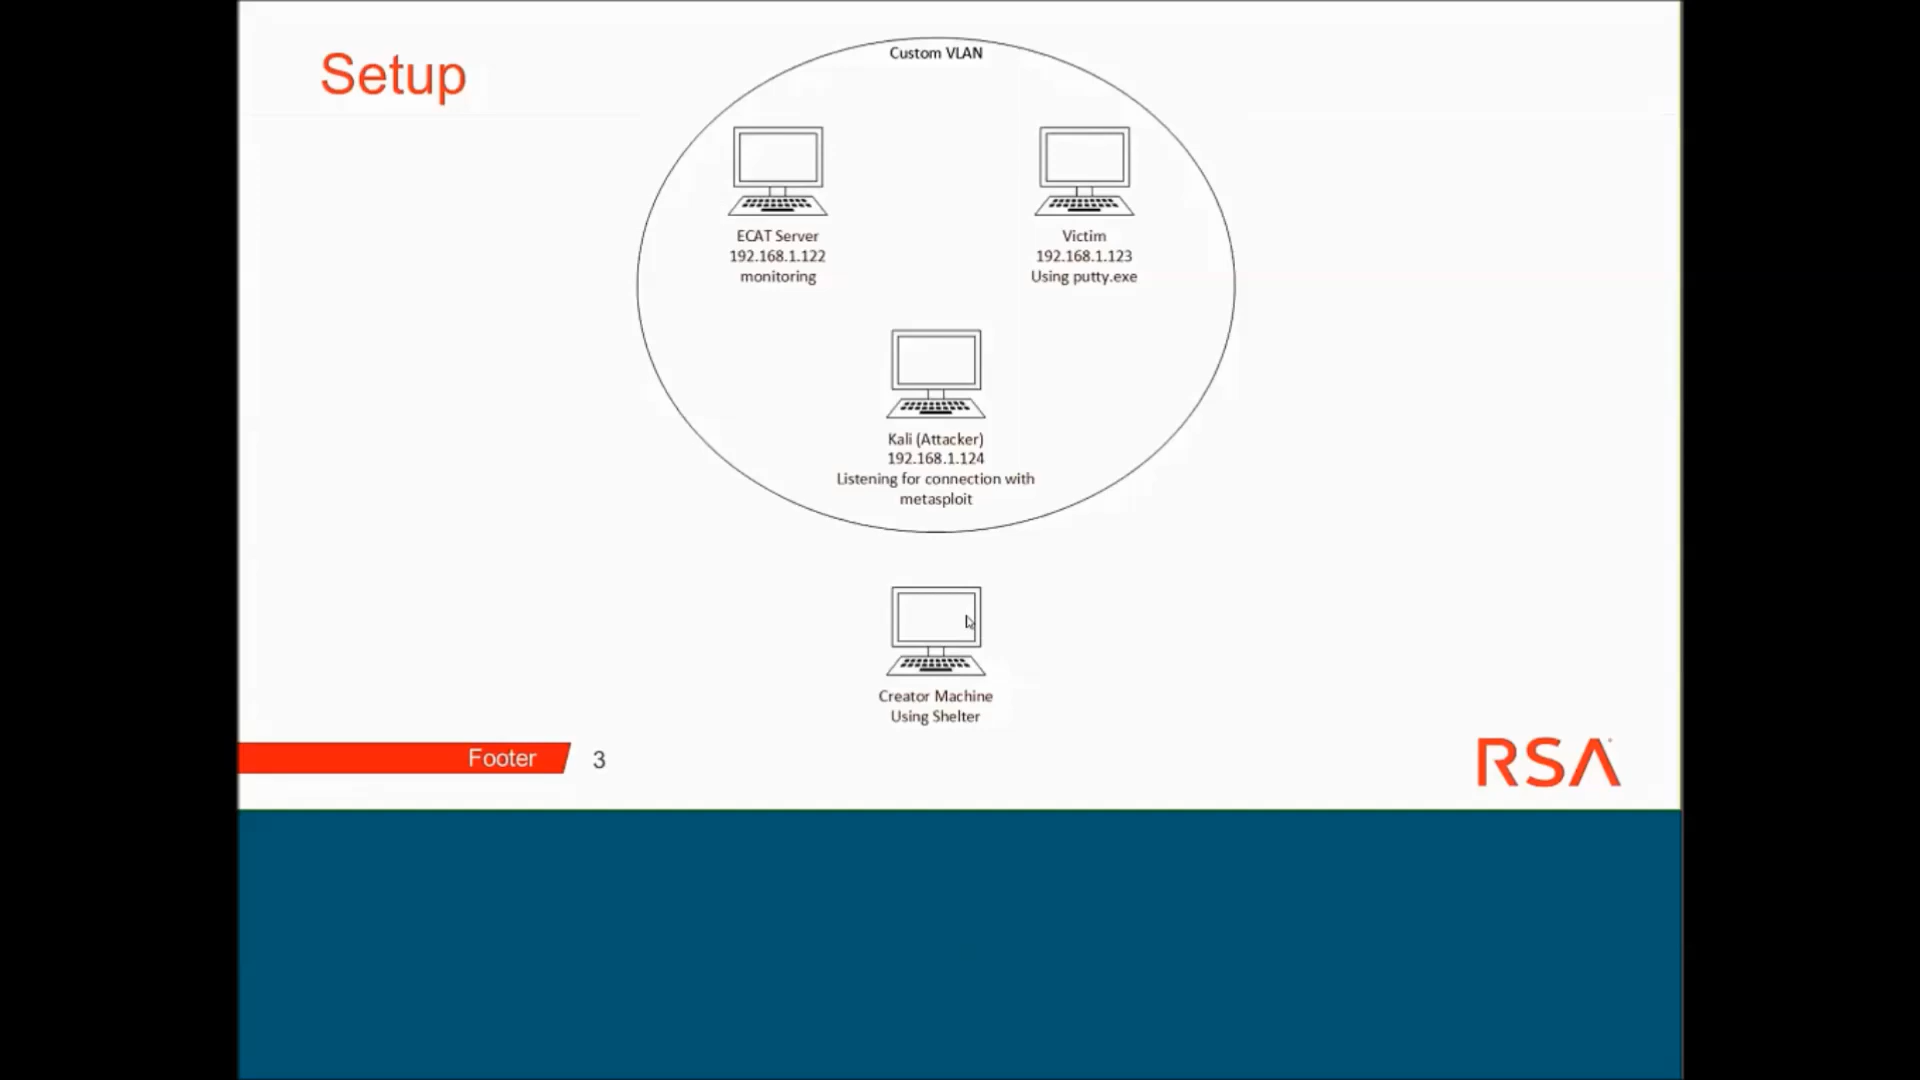 Setup
Custom VLAN
ECAT Server
192.168.1.122
monitoring
Victim
192.168.1.123
Using putty.exe
Kali (Attacker)
192.168.1.124
Listening for connection with
metasploit
Creator Machine
Using Shelter
Footer 3
RSA